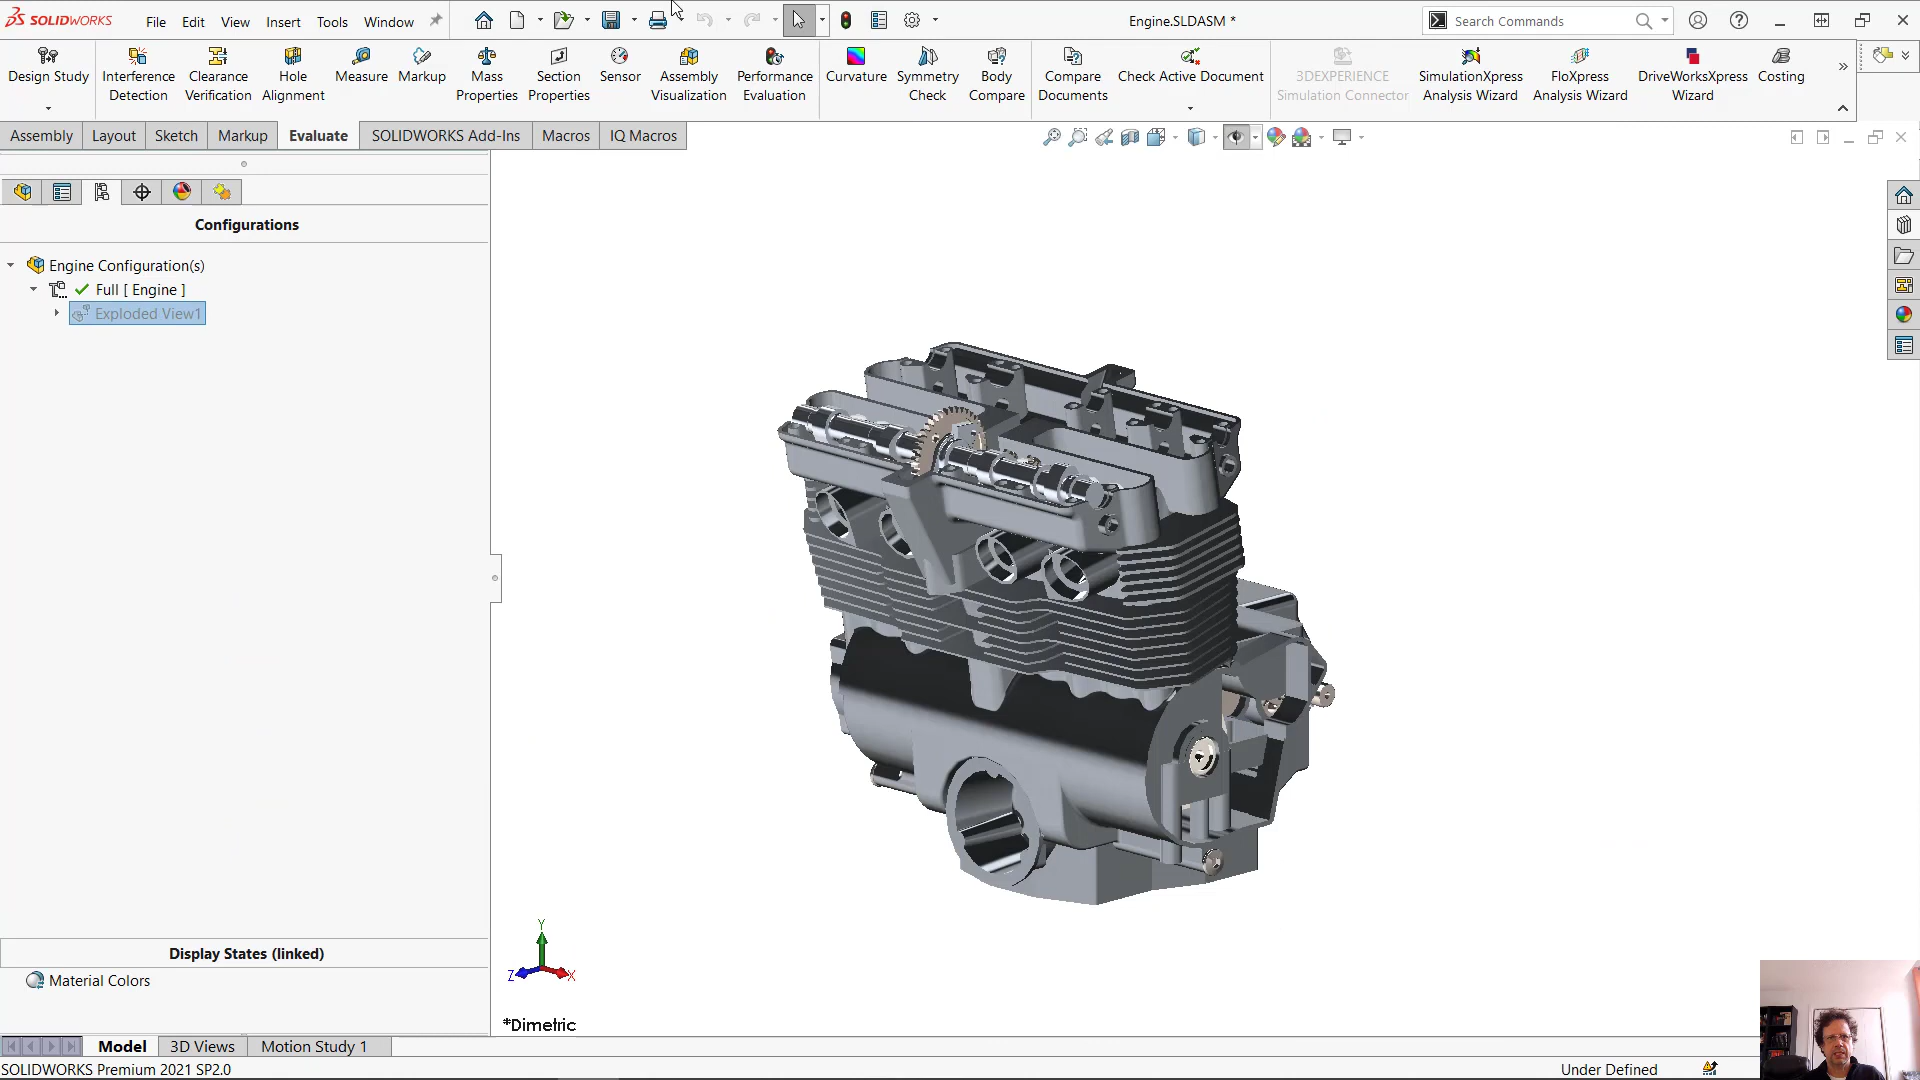 SOLIDWORKS File Edit View Insert Tools Window Engine.SLDASM * Search Commands
Design Study
Interference
Detection
Clearance
Verification
Hole
Alignment
Measure
Markup
Mass
Properties
Section
Properties
Sensor
Assembly
Visualization
Performance
Evaluation
Curvature
Symmetry
Check
Body
Compare
Compare
Documents
Check Active Document
3DEXPERIENCE
Simulation Connector
SimulationXpress
Analysis Wizard
FloXpress
Analysis Wizard
DriveWorksXpress
Wizard
Costing
Assembly Layout Sketch Markup Evaluate SOLIDWORKS Add-Ins Macros IQ Macros
Configurations
Engine Configuration(s)
Full [ Engine ]
Exploded View1
Display States (linked)
Material Colors
Y
Z
X
*Dimetric
Model 3D Views Motion Study 1
SOLIDWORKS Premium 2021 SP2.0 Under Defined